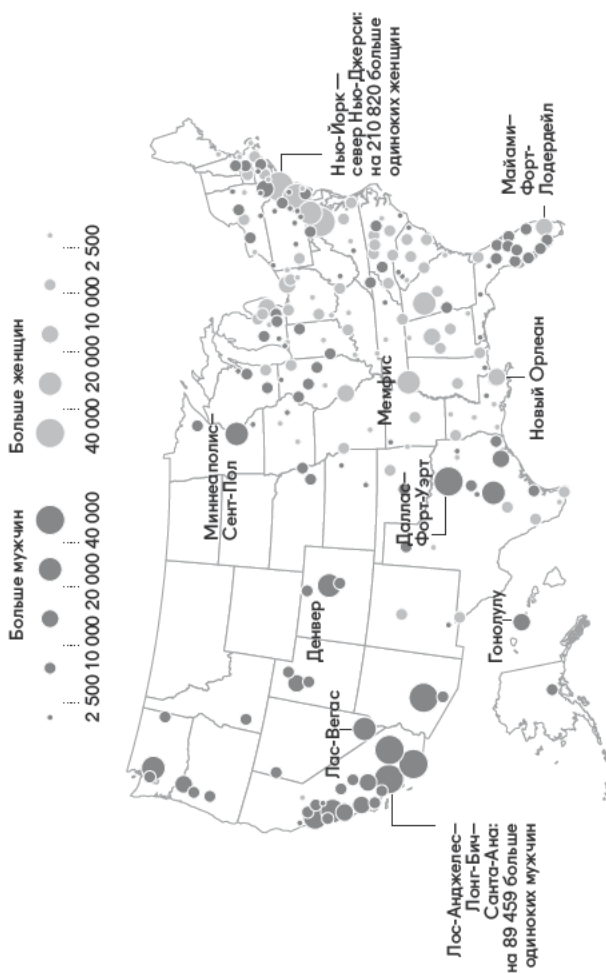 Больше мужчин
2 500 10 000 20 000 40 000
Больше женщин
40 000 20 000 10 000 2 500
Миннеаполис–
Сент-Пол
Денвер
Лас-Вегас
Лос-Анджелес–
Лонг-Бич–
Санта-Ана:
на 89 459 больше
одиноких мужчин
Гонолулу
Даллас–
Форт-Уэрт
Мемфис
Новый Орлеан
Майами–
Форт-
Лодердейл
Нью-Йорк —
север Нью-Джерси:
на 210 820 больше
одиноких женщин